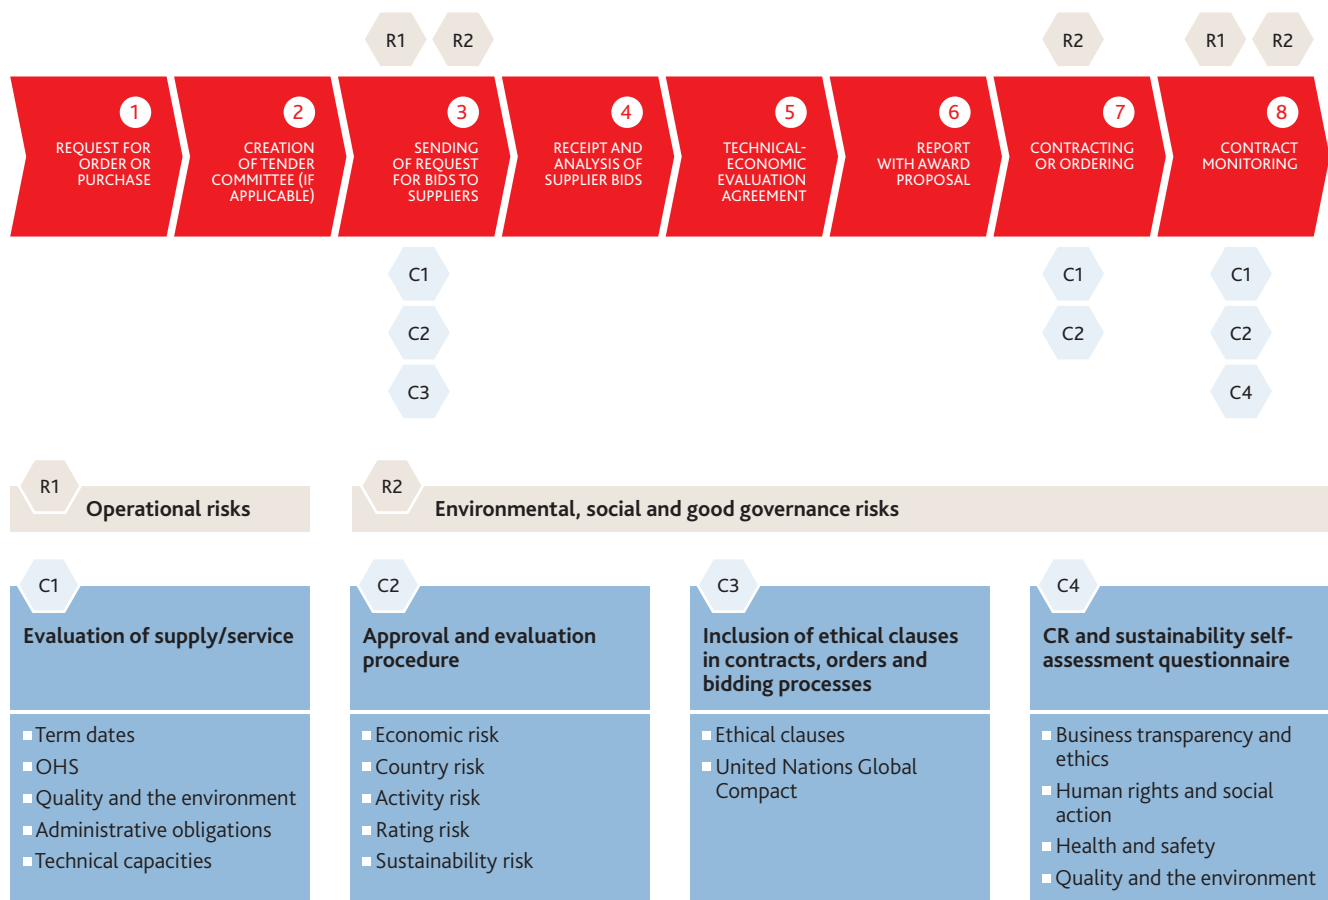 R1 R2 R2 R1 R2
1
REQUEST FOR
ORDER OR
PURCHASE
2
CREATION
OF TENDER
COMMITTEE (IF
APPLICABLE)
3
SENDING
OF REQUEST
FOR BIDS TO
SUPPLIERS
4
RECEIPT AND
ANALYSIS OF
SUPPLIER BIDS
5
TECHNICAL-
ECONOMIC
EVALUATION
AGREEMENT
6
REPORT
WITH AWARD
PROPOSAL
7
CONTRACTING
OR ORDERING
8
CONTRACT
MONITORING
C1 C1 C1
C2 C2 C2
C3 C4
R1
Operational risks
R2
Environmental, social and good governance risks
C1
Evaluation of supply/service
Term dates
OHS
Quality and the environment
Administrative obligations
Technical capacities
C2
Approval and evaluation
procedure
Economic risk
Country risk
Activity risk
Rating risk
Sustainability risk
C3
Inclusion of ethical clauses
in contracts, orders and
bidding processes
Ethical clauses
United Nations Global
Compact
C4
CR and sustainability self-
assessment questionnaire
Business transparency and
ethics
Human rights and social
action
Health and safety
Quality and the environment